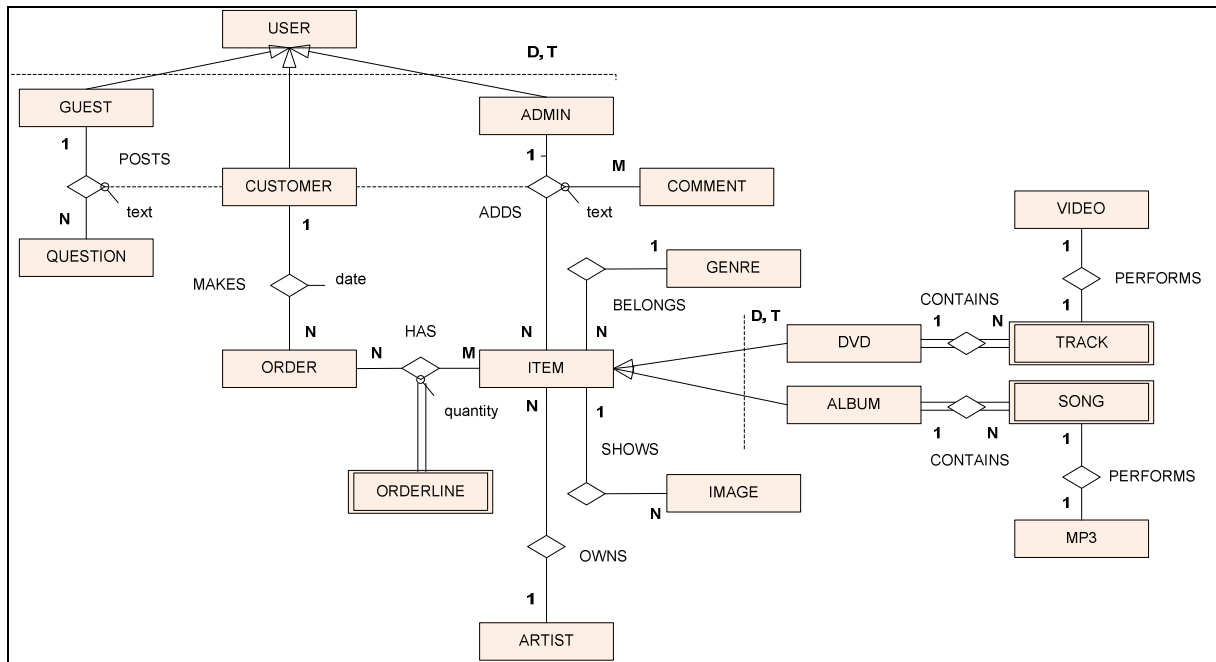 USER
D, T
GUEST
ADMIN
1
1
POSTS
M
CUSTOMER
COMMENT
text
ADDS
text
VIDEO
N
1
1
QUESTION
1
GENRE
MAKES
date
BELONGS
PERFORMS
CONTAINS
1
D, T
1
N
N
HAS
N
N
N
M
ORDER
ITEM
DVD
TRACK
quantity
N
1
ALBUM
SONG
1
N
1
SHOWS
CONTAINS
PERFORMS
ORDERLINE
IMAGE
N
1
MP3
OWNS
1
ARTIST